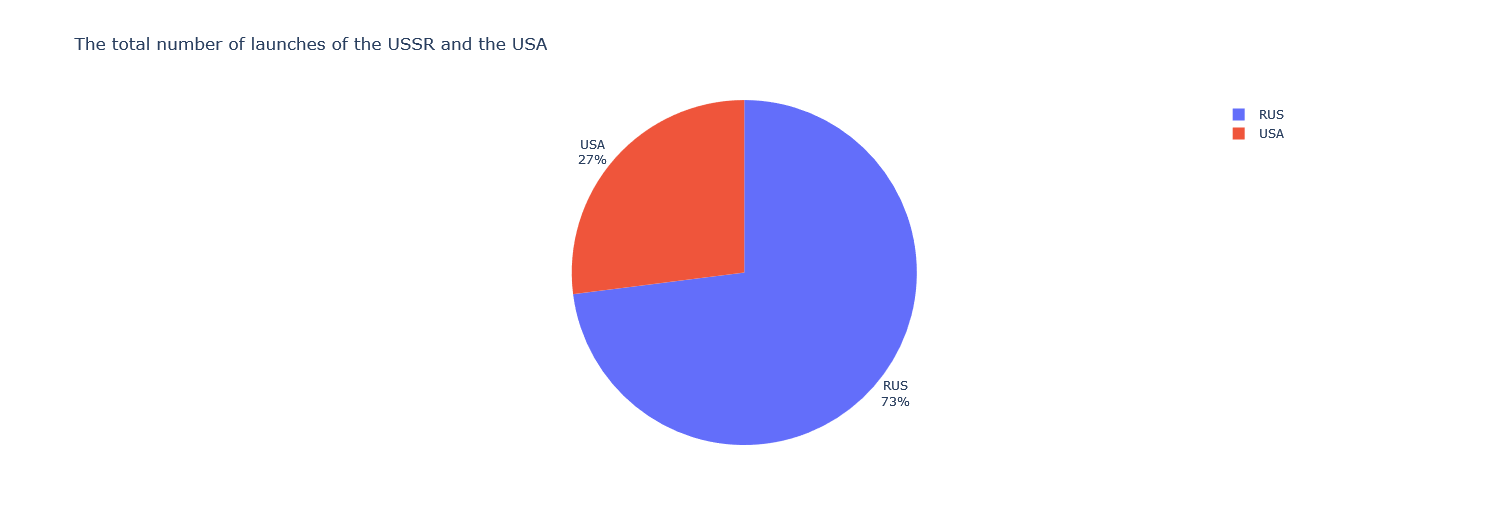 The total number of launches of the USSR and the USA
RUS
USA
USA
27%
RUS
73%